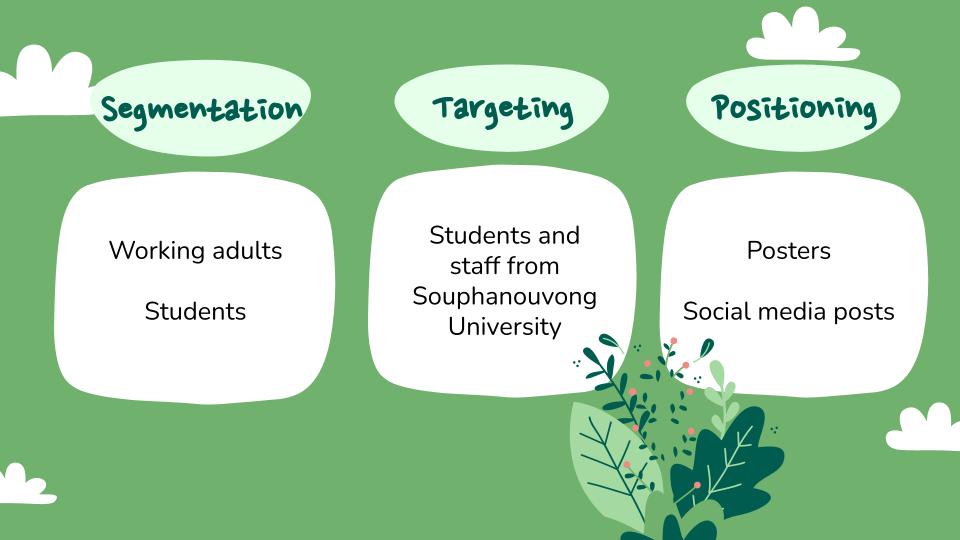 Segmentation
Targeting
Positioning
Working adults
Students
Students and
staff from
Souphanouvong
University
Posters
Social media posts